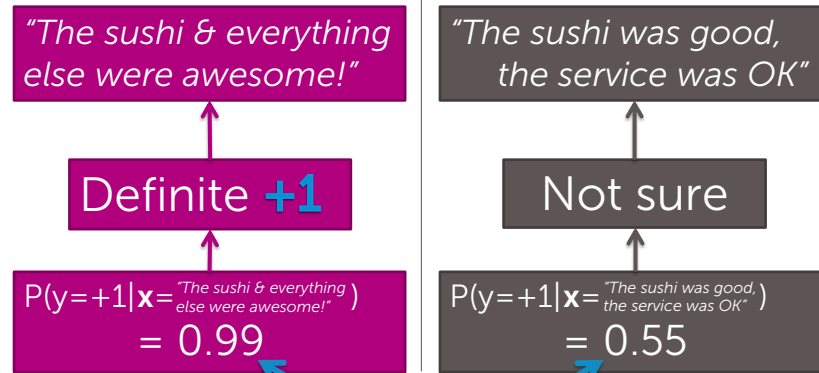 “The sushi & everything
else were awesome!”
Definite +1
P(y=+1|x=“The sushi & everything
else were awesome!” )
= 0.99
“The sushi was good,
the service was OK”
Not sure
P(y=+1|x=“The sushi was good,
the service was OK” )
= 0.55